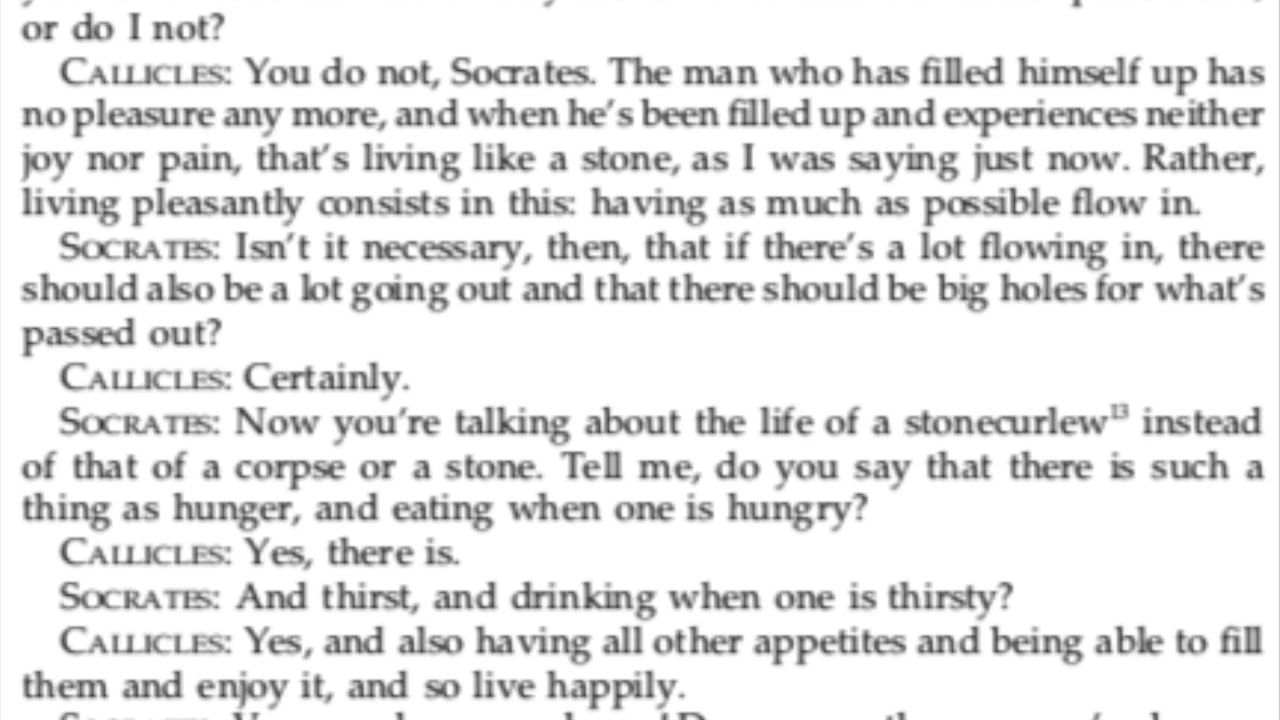 or do I not?
CALLICLES: You do not, Socrates. The man who has filled himself up has
no pleasure any more, and when he's been filled up and experiences neither
joy nor pain, that's living like a stone, as I was saying just now. Rather,
living pleasantly consists in this: having as much as possible flow in.
SOCRATES: Isn't it necessary, then, that if there's a lot flowing in, there
should also be a lot going out and that there should be big holes for what's
passed out?
CALLICLES: Certainly.
SOCRATES: Now you're talking about the life of a stonecurlew¹³ instead
of that of a corpse or a stone. Tell me, do you say that there is such a
thing as hunger, and eating when one is hungry?
CALLICLES: Yes, there is.
SOCRATES: And thirst, and drinking when one is thirsty?
CALLICLES: Yes, and also having all other appetites and being able to fill
them and enjoy it, and so live happily.